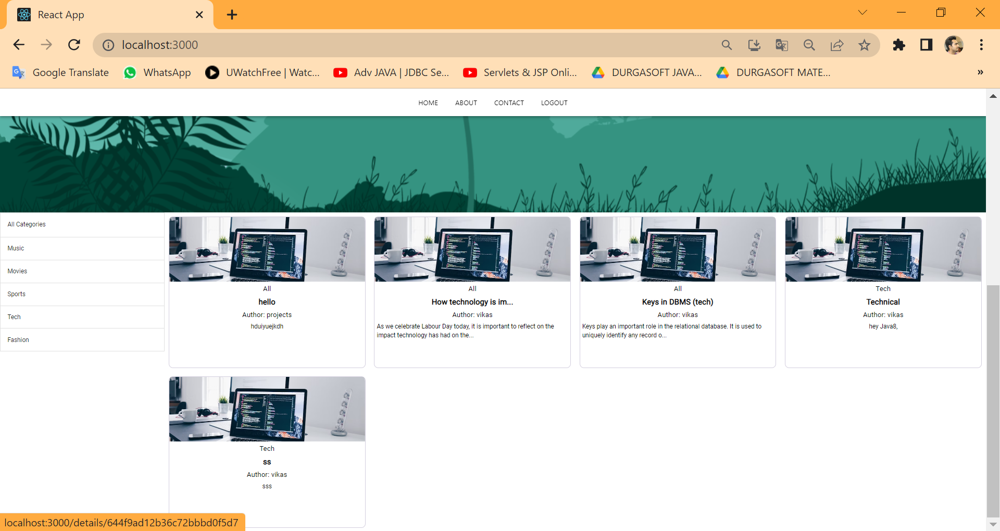 React App
localhost:3000
Google Translate
WhatsApp
UWatchFree | Watc...
Adv JAVA | JDBC Se...
Servlets & JSP Onli...
DURGASOFT JAVA...
DURGASOFT MATE...
»
HOME
ABOUT
CONTACT
LOGOUT
All Categories
Music
Movies
Sports
Tech
Fashion
All
hello
Author: projects
hduiyuejkdh
All
How technology is im...
Author: vikas
As we celebrate Labour Day today, it is important to reflect on the
impact technology has had on the...
All
Keys in DBMS (tech)
Author: vikas
Keys play an important role in the relational database. It is used to
uniquely identify any record o...
Tech
Technical
Author: vikas
hey Java8,
Tech
ss
Author: vikas
sss
localhost:3000/details/644f9ad12b36c72bbbd0f5d7